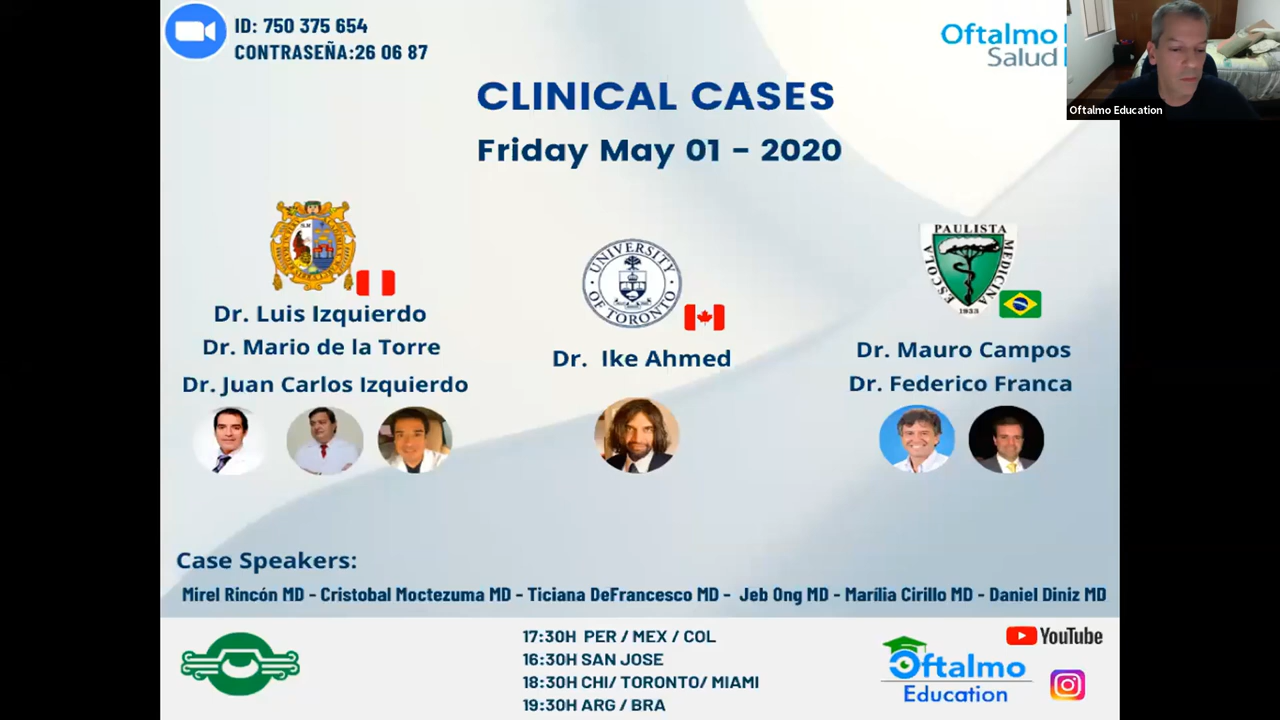 ID: 750 375 654
CONTRASEÑA:26 06 87
Oftalmo
Salud
Oftalmo Education
CLINICAL CASES
Friday May 01 - 2020
UNIVERSITY OF TORONTO
ESCOLA PAULISTA MEDICINA
1933
Dr. Luis Izquierdo
Dr. Mario de la Torre
Dr. Juan Carlos Izquierdo
Dr. Ike Ahmed
Dr. Mauro Campos
Dr. Federico Franca
Case Speakers:
Mirel Rincón MD - Cristobal Moctezuma MD - Ticiana DeFrancesco MD - Jeb Ong MD - Marília Cirillo MD - Daniel Diniz MD
17:30H PER / MEX / COL
16:30H SAN JOSE
18:30H CHI/ TORONTO/ MIAMI
19:30H ARG / BRA
YouTube
Oftalmo
Education